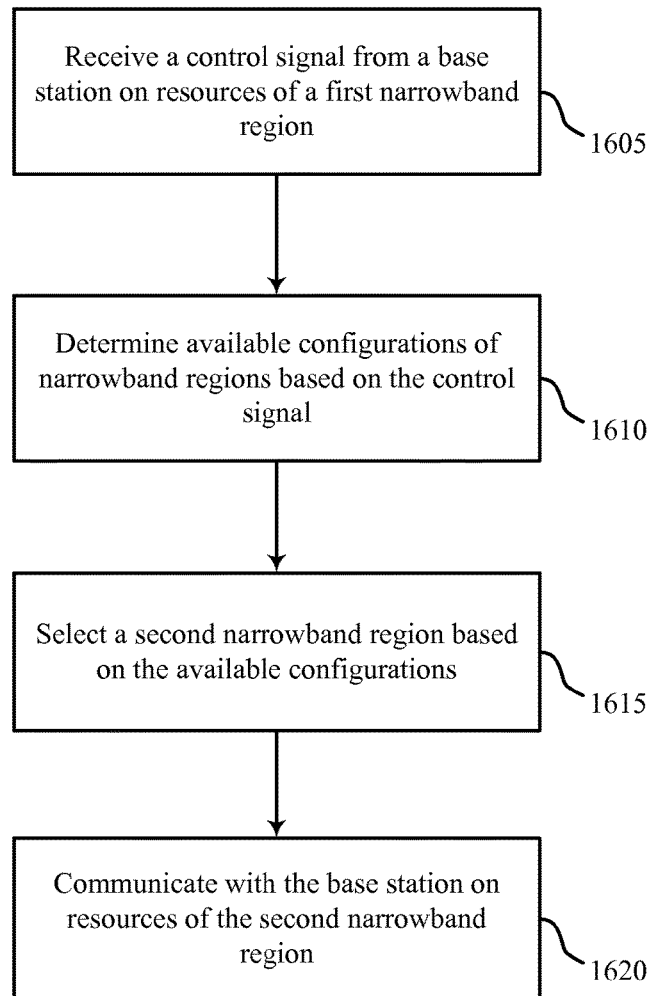 Receive a control signal from a base
station on resources of a first narrowband
region
1605
Determine available configurations of
narrowband regions based on the control
signal
1610
Select a second narrowband region based
on the available configurations
1615
Communicate with the base station on
resources of the second narrowband
region
1620